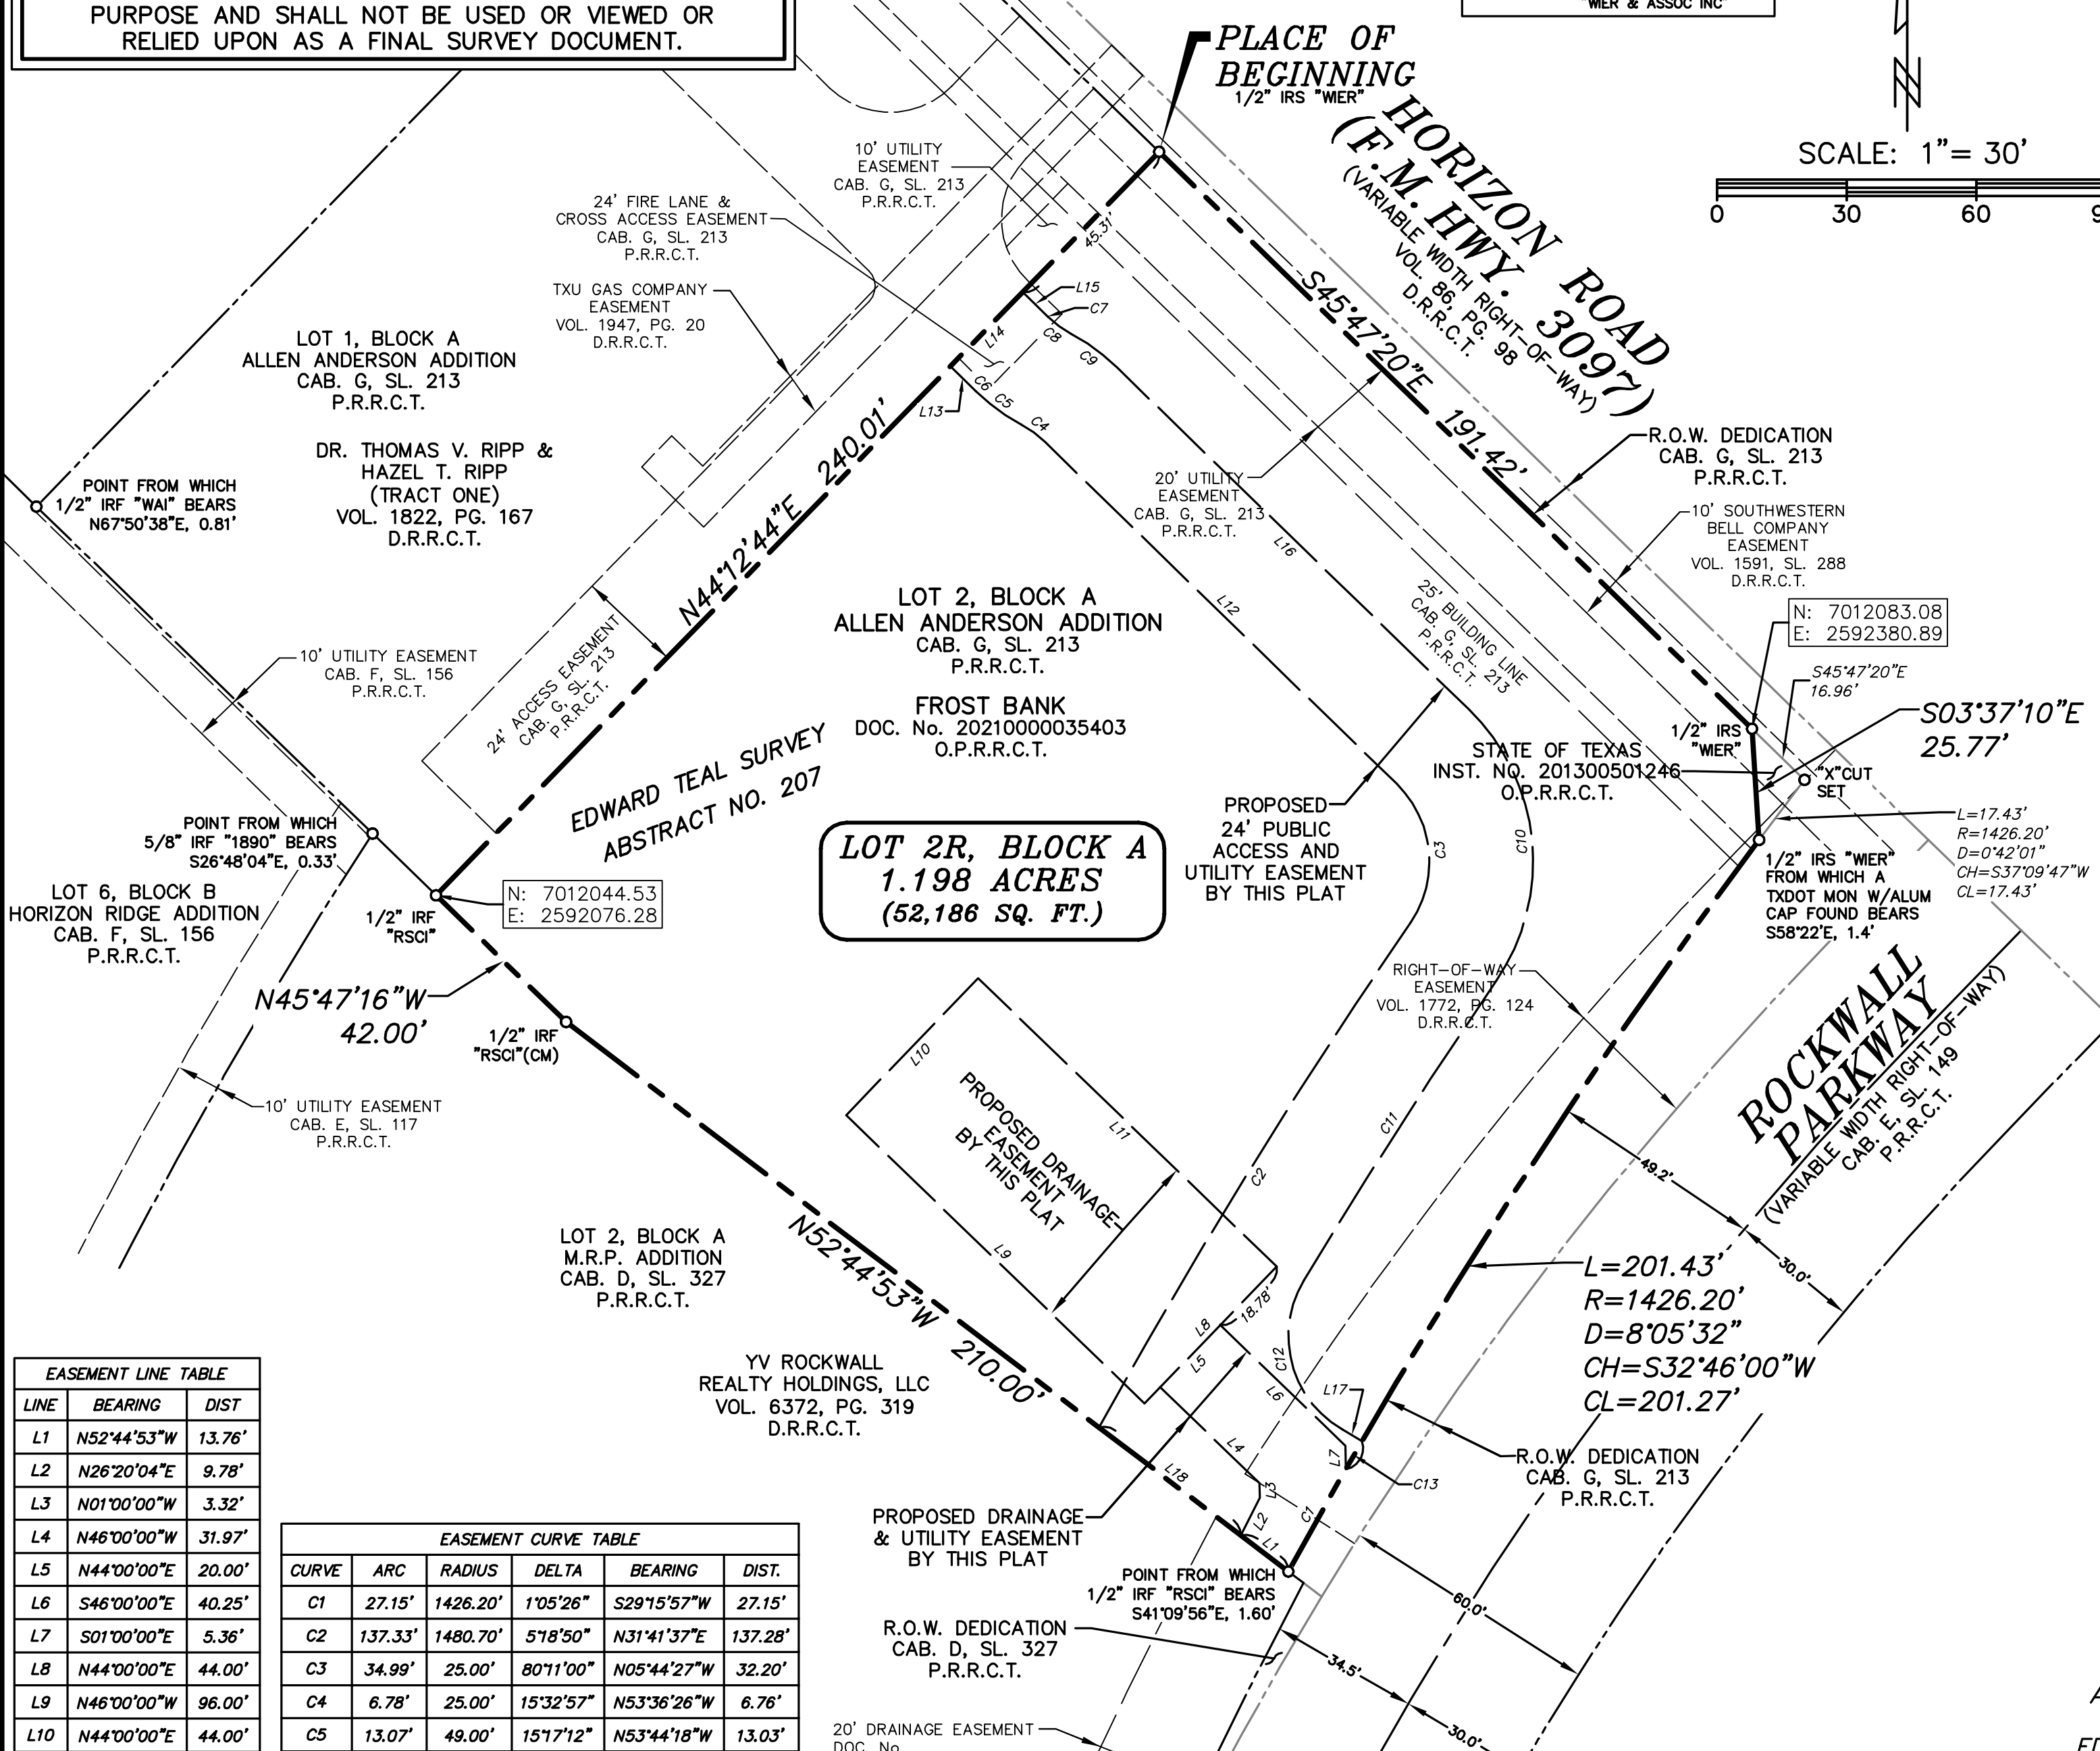 PURPOSE AND SHALL NOT BE USED OR VIEWED OR
RELIED UPON AS A FINAL SURVEY DOCUMENT.
"WIER & ASSOC INC"
PLACE OF
BEGINNING
1/2" IRS "WIER"
SCALE: 1"= 30'
0 30 60
HORIZON ROAD
(F.M. HWY. 3097)
(VARIABLE WIDTH RIGHT-OF-WAY)
VOL. 86, PG. 98
D.R.R.C.T.
10' UTILITY
EASEMENT
CAB. G, SL. 213
P.R.R.C.T.
24' FIRE LANE &
CROSS ACCESS EASEMENT
CAB. G, SL. 213
P.R.R.C.T.
TXU GAS COMPANY
EASEMENT
VOL. 1947, PG. 20
D.R.R.C.T.
45.31'
L15
C7
L14
C8
C9
C6
C5
C4
L13
S45°47'20"E 191.42'
LOT 1, BLOCK A
ALLEN ANDERSON ADDITION
CAB. G, SL. 213
P.R.R.C.T.
DR. THOMAS V. RIPP &
HAZEL T. RIPP
(TRACT ONE)
VOL. 1822, PG. 167
D.R.R.C.T.
POINT FROM WHICH
1/2" IRF "WAI" BEARS
N67°50'38"E, 0.81'
N44°12'44"E 240.01'
20' UTILITY
EASEMENT
CAB. G, SL. 213
P.R.R.C.T.
L16
L12
R.O.W. DEDICATION
CAB. G, SL. 213
P.R.R.C.T.
10' SOUTHWESTERN
BELL COMPANY
EASEMENT
VOL. 1591, SL. 288
D.R.R.C.T.
N: 7012083.08
E: 2592380.89
S45°47'20"E
16.96'
25' BUILDING LINE
CAB. G, SL. 213
P.R.R.C.T.
LOT 2, BLOCK A
ALLEN ANDERSON ADDITION
CAB. G, SL. 213
P.R.R.C.T.
FROST BANK
DOC. No. 20210000035403
O.P.R.R.C.T.
24' ACCESS EASEMENT
CAB. G, SL. 213
P.R.R.C.T.
10' UTILITY EASEMENT
CAB. F, SL. 156
P.R.R.C.T.
EDWARD TEAL SURVEY
ABSTRACT NO. 207
S03°37'10"E
25.77'
1/2" IRS
"WIER"
STATE OF TEXAS
INST. NO. 201300501246
O.P.R.R.C.T.
"X"CUT
SET
PROPOSED
24' PUBLIC
ACCESS AND
UTILITY EASEMENT
BY THIS PLAT
C3
C10
L=17.43'
R=1426.20'
D=0°42'01"
CH=S37°09'47"W
CL=17.43'
1/2" IRS "WIER"
FROM WHICH A
TXDOT MON W/ALUM
CAP FOUND BEARS
S58°22'E, 1.4'
POINT FROM WHICH
5/8" IRF "1890" BEARS
S26°48'04"E, 0.33'
LOT 2R, BLOCK A
1.198 ACRES
(52,186 SQ. FT.)
LOT 6, BLOCK B
HORIZON RIDGE ADDITION
CAB. F, SL. 156
P.R.R.C.T.
N: 7012044.53
E: 2592076.28
1/2" IRF
"RSCI"
N45°47'16"W
42.00'
1/2" IRF
"RSCI"(CM)
RIGHT-OF-WAY
EASEMENT
VOL. 1772, PG. 124
D.R.R.C.T.
ROCKWALL
PARKWAY
(VARIABLE WIDTH RIGHT-OF-WAY)
CAB. E, SL. 149
P.R.R.C.T.
10' UTILITY EASEMENT
CAB. E, SL. 117
P.R.R.C.T.
L10
L11
C11
C2
PROPOSED DRAINAGE
EASEMENT
BY THIS PLAT
L9
49.2'
30.0'
LOT 2, BLOCK A
M.R.P. ADDITION
CAB. D, SL. 327
P.R.R.C.T.
N52°44'53"W 210.00'
L=201.43'
R=1426.20'
D=8°05'32"
CH=S32°46'00"W
CL=201.27'
YV ROCKWALL
REALTY HOLDINGS, LLC
VOL. 6372, PG. 319
D.R.R.C.T.
L8
18.78'
L5
C12
L6
L17
L7
L4
L3
L18
C1
L2
L1
C13
R.O.W. DEDICATION
CAB. G, SL. 213
P.R.R.C.T.
PROPOSED DRAINAGE
& UTILITY EASEMENT
BY THIS PLAT
POINT FROM WHICH
1/2" IRF "RSCI" BEARS
S41°09'56"E, 1.60'
R.O.W. DEDICATION
CAB. D, SL. 327
P.R.R.C.T.
60.0'
34.5'
30.0'
20' DRAINAGE EASEMENT
DOC. No.
EASEMENT LINE TABLE
LINE BEARING DIST
L1 N52°44'53"W 13.76'
L2 N26°20'04"E 9.78'
L3 N01°00'00"W 3.32'
L4 N46°00'00"W 31.97'
L5 N44°00'00"E 20.00'
L6 S46°00'00"E 40.25'
L7 S01°00'00"E 5.36'
L8 N44°00'00"E 44.00'
L9 N46°00'00"W 96.00'
L10 N44°00'00"E 44.00'
EASEMENT CURVE TABLE
CURVE ARC RADIUS DELTA BEARING DIST.
C1 27.15' 1426.20' 1°05'26" S29°15'57"W 27.15'
C2 137.33' 1480.70' 5°18'50" N31°41'37"E 137.28'
C3 34.99' 25.00' 80°11'00" N05°44'27"W 32.20'
C4 6.78' 25.00' 15°32'57" N53°36'26"W 6.76'
C5 13.07' 49.00' 15°17'12" N53°44'18"W 13.03'